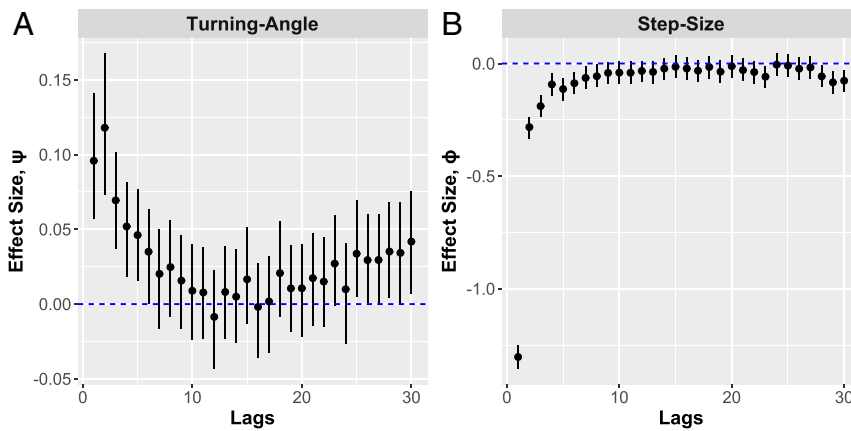 A
Turning-Angle
Effect Size, ψ
0.15
0.10
0.05
0.00
-0.05
0
10
20
30
Lags
B
Step-Size
Effect Size, ϕ
0.0
-0.5
-1.0
0
10
20
30
Lags